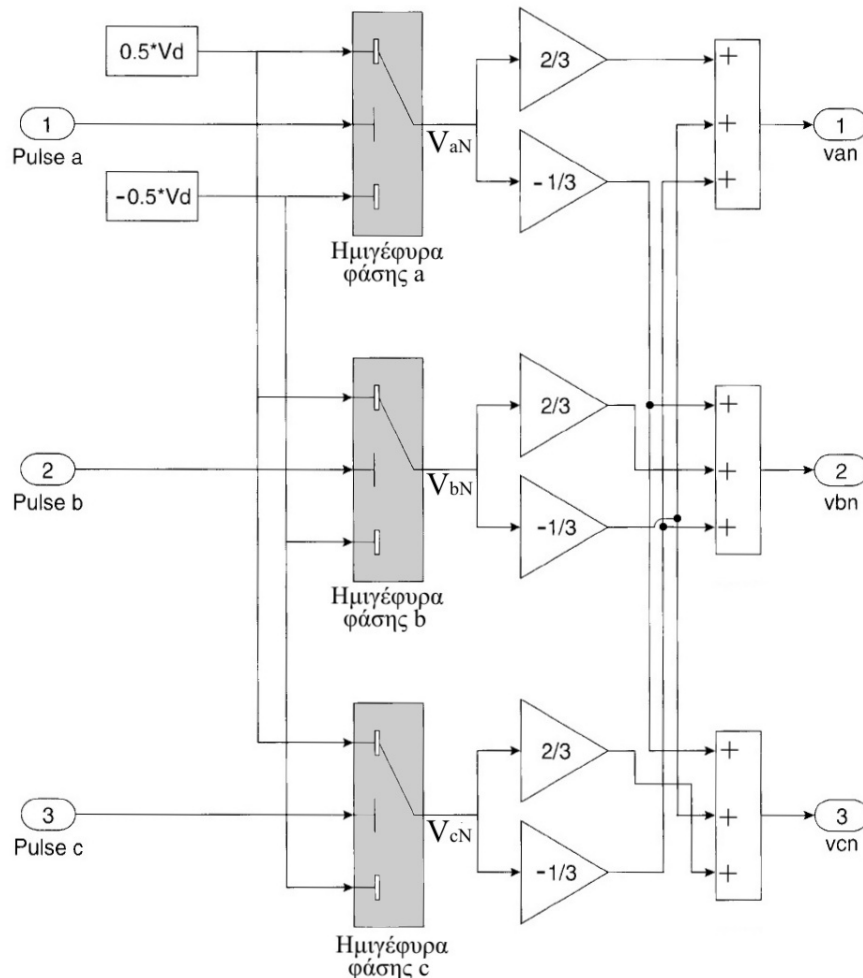 0.5*Vd
1
Pulse a
-0.5*Vd
VaN
2/3
-1/3
+
+
+
1
van
Ημιγέφυρα
φάσης a
2
Pulse b
VbN
2/3
-1/3
+
+
+
2
vbn
Ημιγέφυρα
φάσης b
3
Pulse c
VcN
2/3
-1/3
+
+
+
3
vcn
Ημιγέφυρα
φάσης c